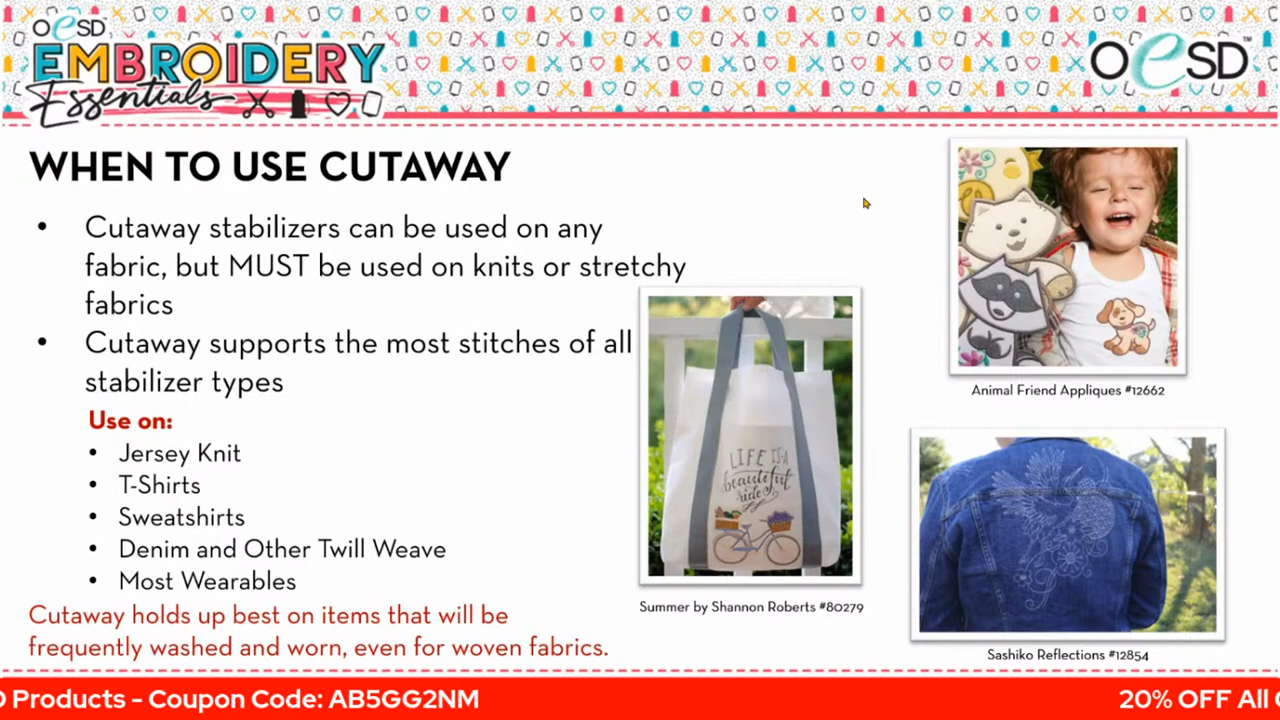 OESD
EMBROIDERY
Essentials
OESD™
WHEN TO USE CUTAWAY
• Cutaway stabilizers can be used on any
fabric, but MUST be used on knits or stretchy
fabrics
• Cutaway supports the most stitches of all
stabilizer types
Use on:
• Jersey Knit
• T-Shirts
• Sweatshirts
• Denim and Other Twill Weave
• Most Wearables
Cutaway holds up best on items that will be
frequently washed and worn, even for woven fabrics.
LIFE IS A
beautiful
ride
Summer by Shannon Roberts #80279
Animal Friend Appliques #12662
Sashiko Reflections #12854
D Products – Coupon Code: AB5GG2NM
20% OFF All O